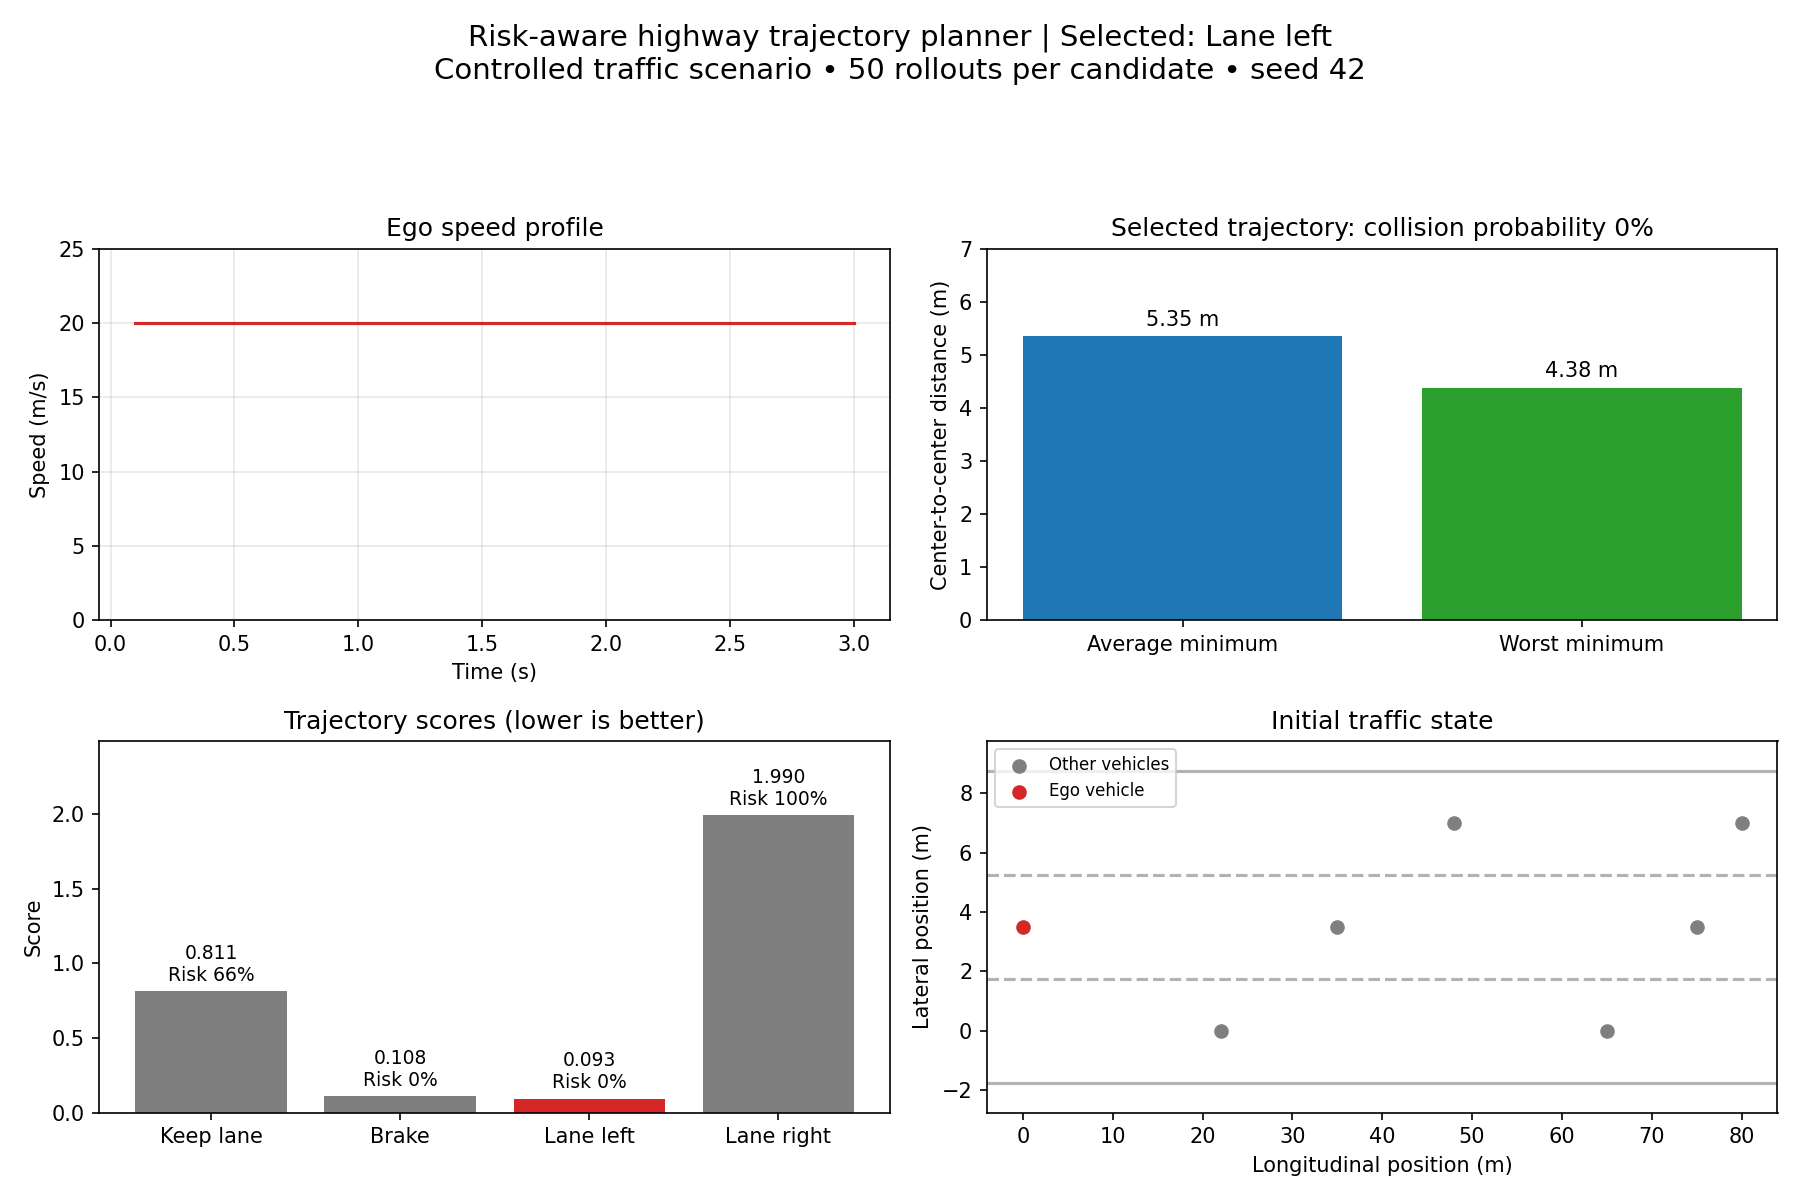 Risk-aware highway trajectory planner | Selected: Lane left
Controlled traffic scenario • 50 rollouts per candidate • seed 42
Ego speed profile
25
20
15
10
5
0
Speed (m/s)
0.0 0.5 1.0 1.5 2.0 2.5 3.0
Time (s)
Selected trajectory: collision probability 0%
7
6
5
4
3
2
1
0
Center-to-center distance (m)
5.35 m
4.38 m
Average minimum Worst minimum
Trajectory scores (lower is better)
2.0
1.5
1.0
0.5
0.0
Score
0.811
Risk 66%
0.108
Risk 0%
0.093
Risk 0%
1.990
Risk 100%
Keep lane Brake Lane left Lane right
Initial traffic state
Other vehicles
Ego vehicle
8
6
4
2
0
−2
Lateral position (m)
0 10 20 30 40 50 60 70 80
Longitudinal position (m)